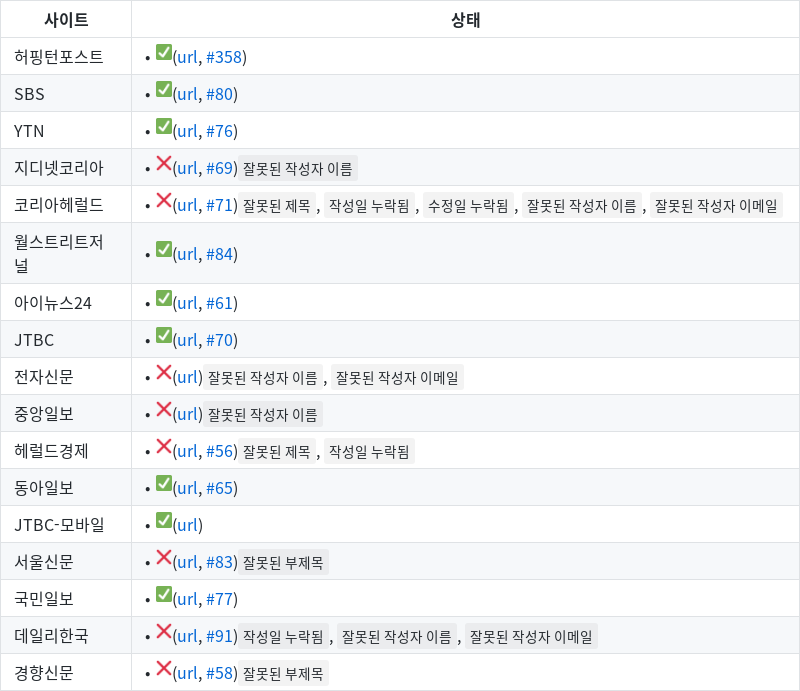 사이트 상태
허핑턴포스트 • ✅(url, #358)
SBS • ✅(url, #80)
YTN • ✅(url, #76)
지디넷코리아 • ❌(url, #69) 잘못된 작성자 이름
코리아헤럴드 • ❌(url, #71) 잘못된 제목 , 작성일 누락됨 , 수정일 누락됨 , 잘못된 작성자 이름 , 잘못된 작성자 이메일
월스트리트저
널 • ✅(url, #84)
아이뉴스24 • ✅(url, #61)
JTBC • ✅(url, #70)
전자신문 • ❌(url) 잘못된 작성자 이름 , 잘못된 작성자 이메일
중앙일보 • ❌(url) 잘못된 작성자 이름
헤럴드경제 • ❌(url, #56) 잘못된 제목 , 작성일 누락됨
동아일보 • ✅(url, #65)
JTBC-모바일 • ✅(url)
서울신문 • ❌(url, #83) 잘못된 부제목
국민일보 • ✅(url, #77)
데일리한국 • ❌(url, #91) 작성일 누락됨 , 잘못된 작성자 이름 , 잘못된 작성자 이메일
경향신문 • ❌(url, #58) 잘못된 부제목